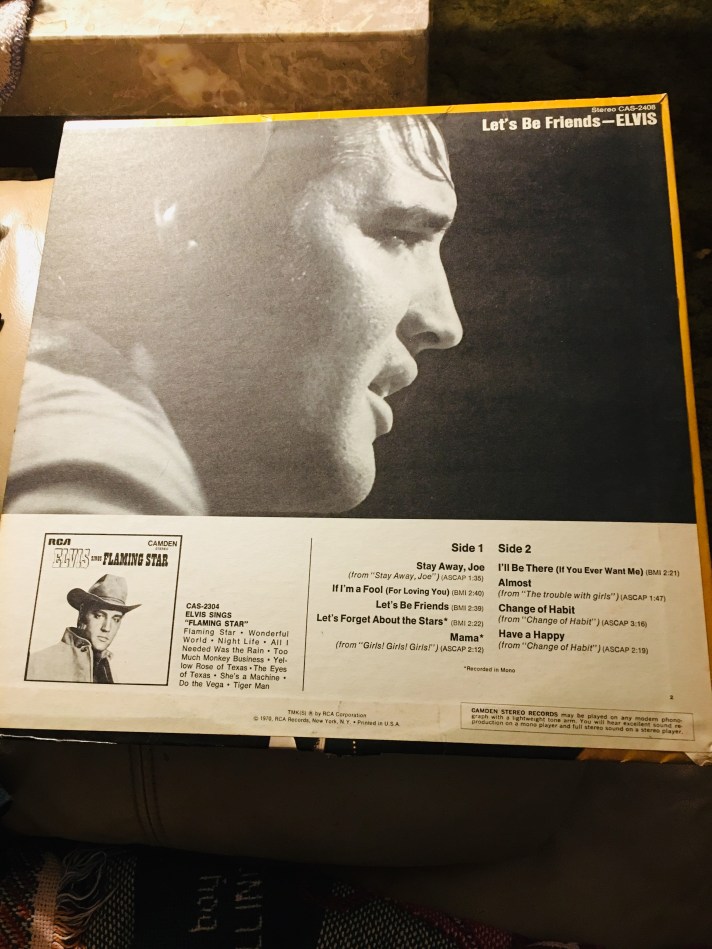 Stereo CAS-2408
Let's Be Friends—ELVIS
RCA
CAMDEN
STEREO
ELVIS SINGS FLAMING STAR
CAS-2304
ELVIS SINGS
"FLAMING STAR"
Flaming Star • Wonderful
World • Night Life • All I
Needed Was the Rain • Too
Much Monkey Business • Yel-
low Rose of Texas • The Eyes
of Texas • She's a Machine •
Do the Vega • Tiger Man
Side 1
Stay Away, Joe
(from "Stay Away, Joe") (ASCAP 1:35)
If I'm a Fool (For Loving You) (BMI 2:40)
Let's Be Friends (BMI 2:39)
Let's Forget About the Stars* (BMI 2:22)
Mama*
(from "Girls! Girls! Girls!") (ASCAP 2:12)
Side 2
I'll Be There (If You Ever Want Me) (BMI 2:21)
Almost
(from "The trouble with girls") (ASCAP 1:47)
Change of Habit
(from "Change of Habit") (ASCAP 3:16)
Have a Happy
(from "Change of Habit") (ASCAP 2:19)
*Recorded in Mono
2
TMK(S) ® by RCA Corporation
© 1970, RCA Records, New York, N.Y. • Printed in U.S.A.
CAMDEN STEREO RECORDS may be played on any modern phono-
graph with a lightweight tone arm. You will hear excellent sound re-
production on a mono player and full stereo sound on a stereo player.